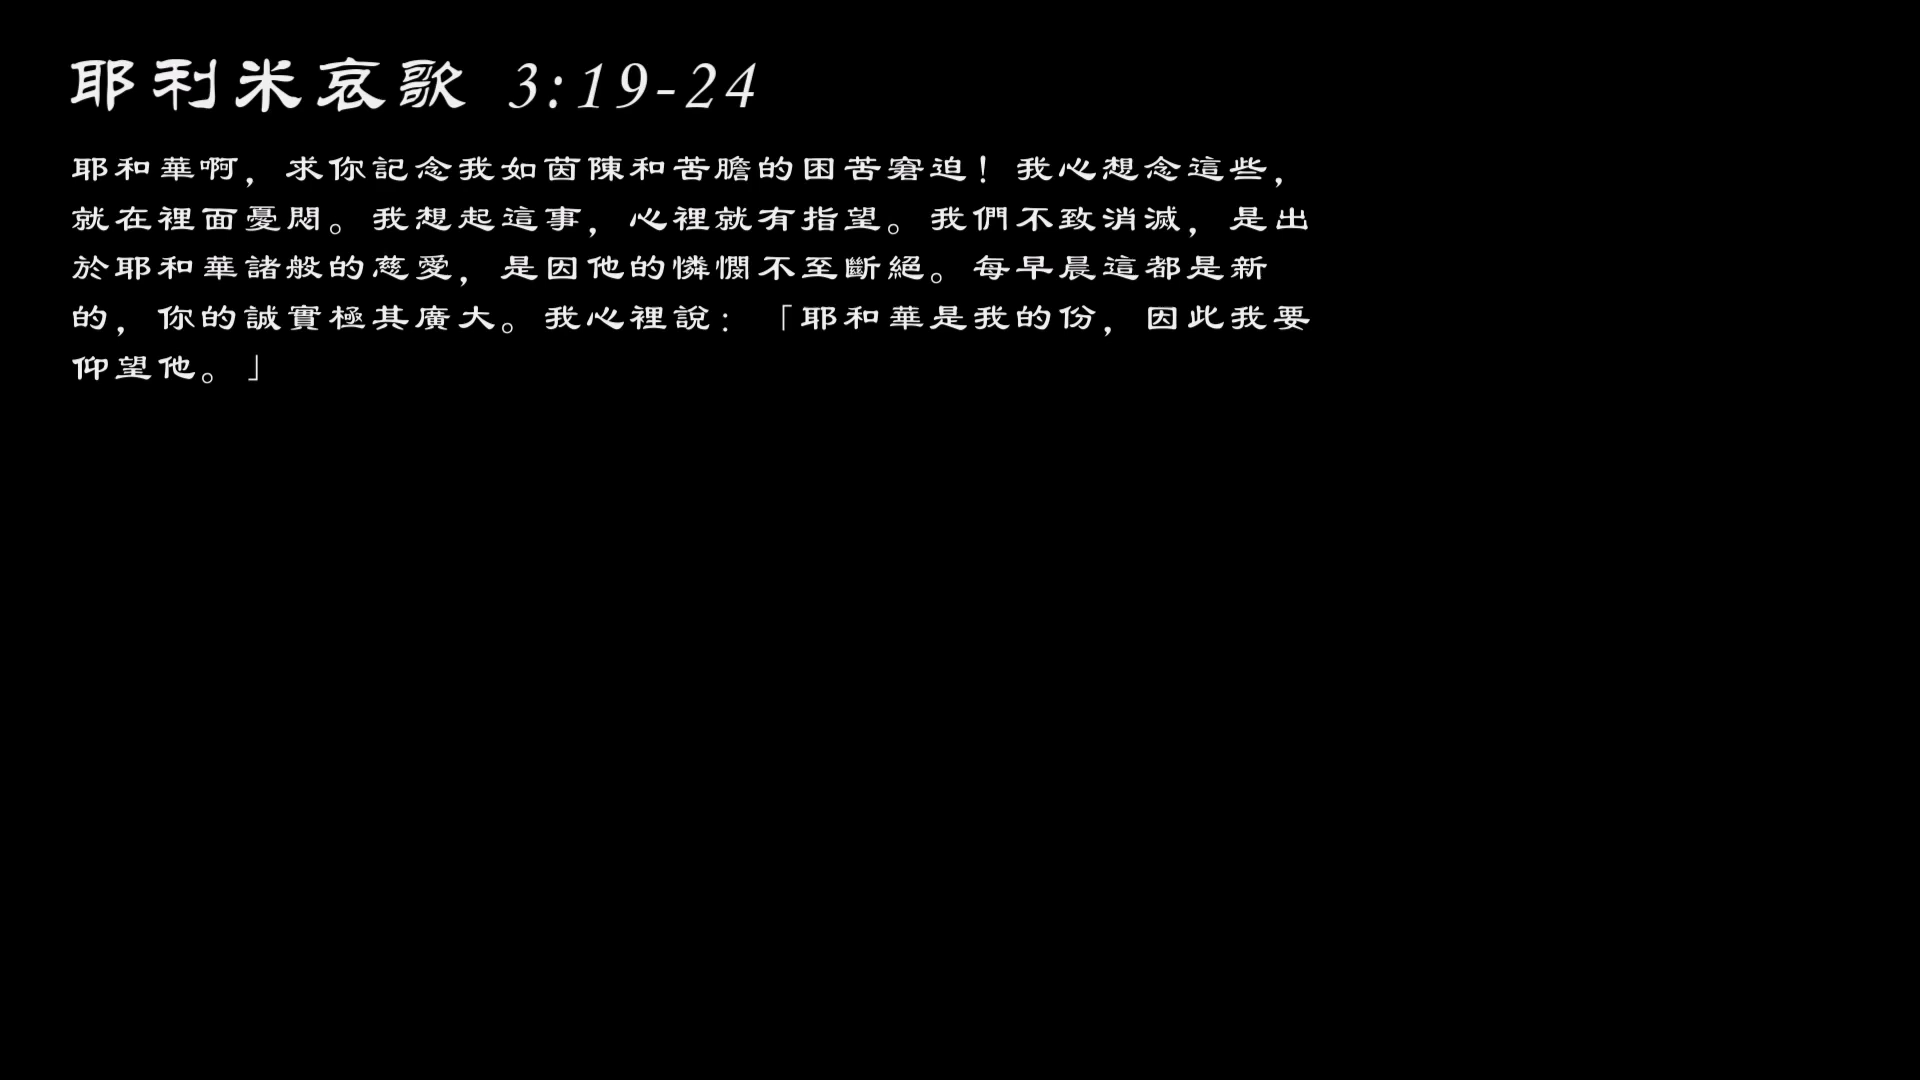 耶利米哀歌 3:19-24
耶和華啊，求你記念我如茵陳和苦膽的困苦窘迫！我心想念這些，
就在裡面憂悶。我想起這事，心裡就有指望。我們不致消滅，是出
於耶和華諸般的慈愛，是因他的憐憫不至斷絕。每早晨這都是新
的，你的誠實極其廣大。我心裡說：「耶和華是我的份，因此我要
仰望他。」